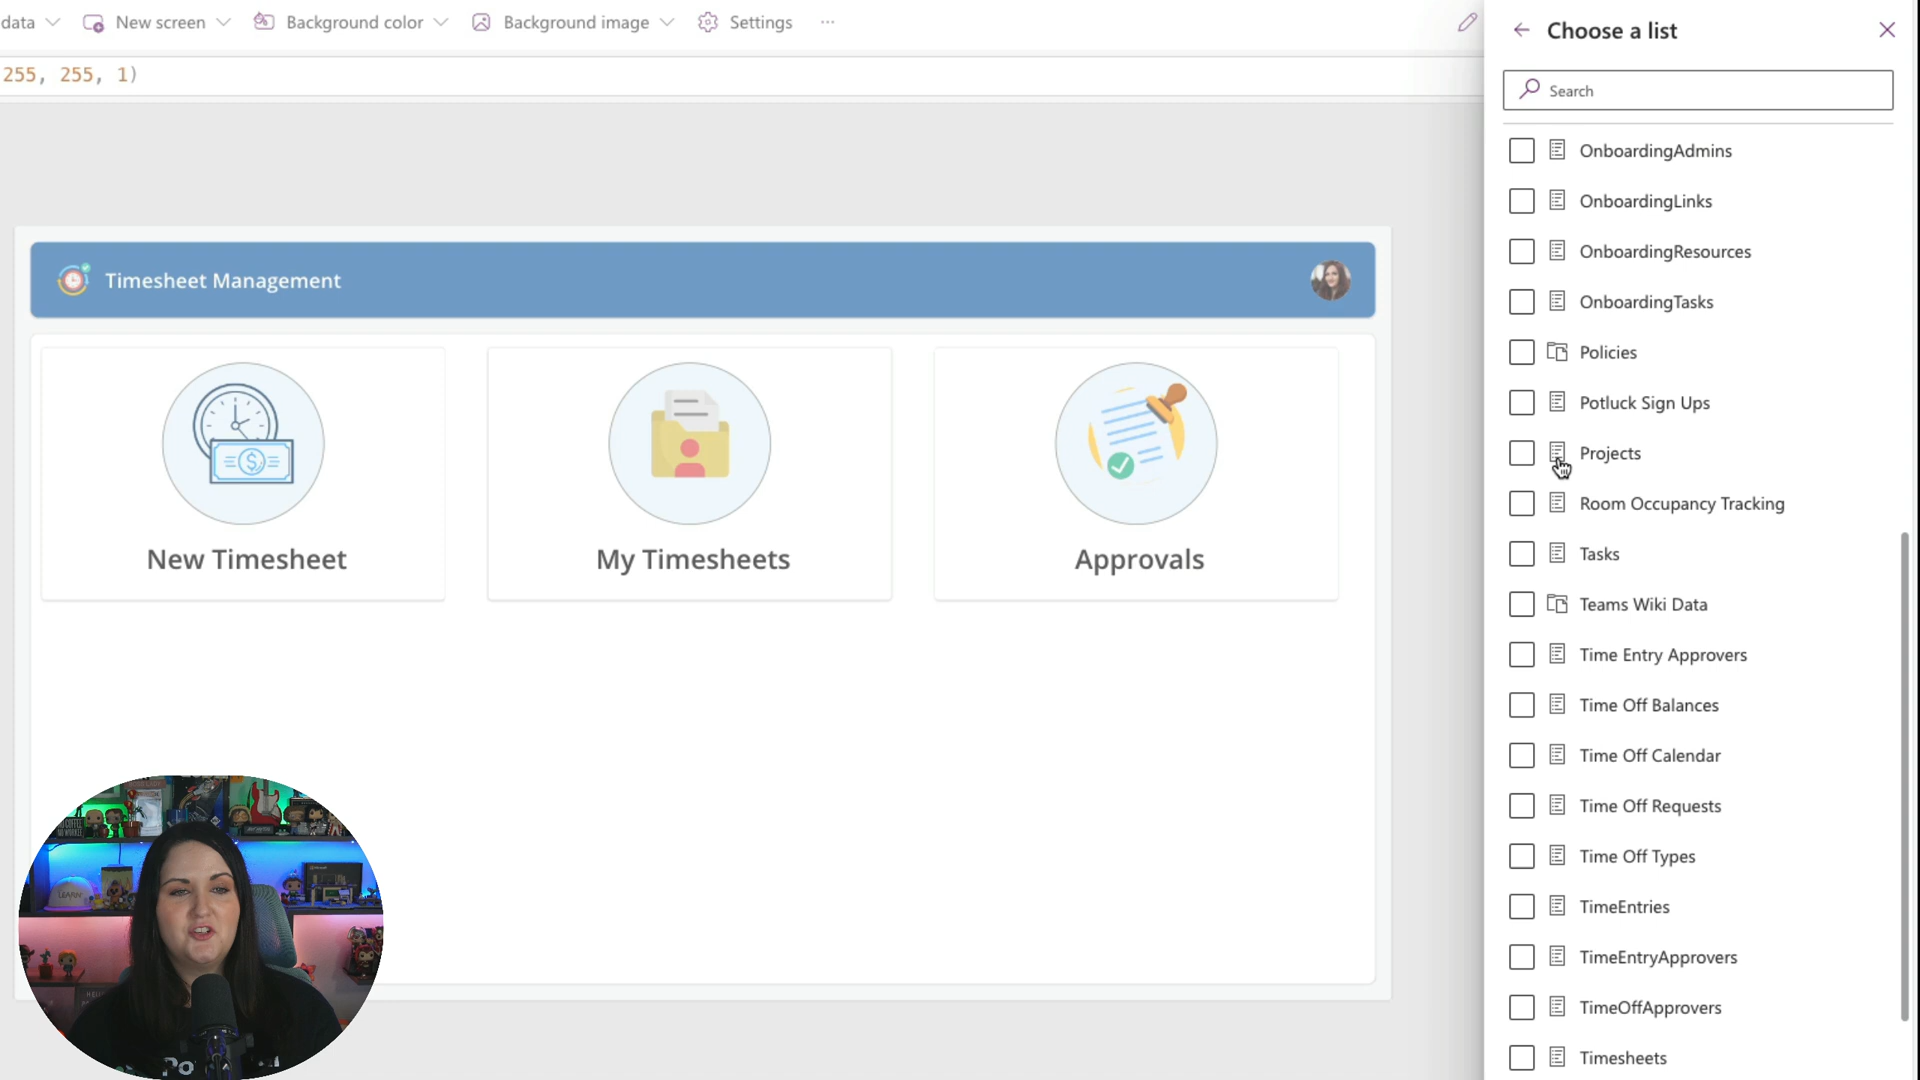 data
New screen
Background color
Background image
Settings
...
255, 255, 1)
Choose a list
Search
OnboardingAdmins
OnboardingLinks
OnboardingResources
OnboardingTasks
Policies
Potluck Sign Ups
Projects
Room Occupancy Tracking
Tasks
Teams Wiki Data
Time Entry Approvers
Time Off Balances
Time Off Calendar
Time Off Requests
Time Off Types
TimeEntries
TimeEntryApprovers
TimeOffApprovers
Timesheets
Timesheet Management
New Timesheet
My Timesheets
Approvals
LEARN
Po